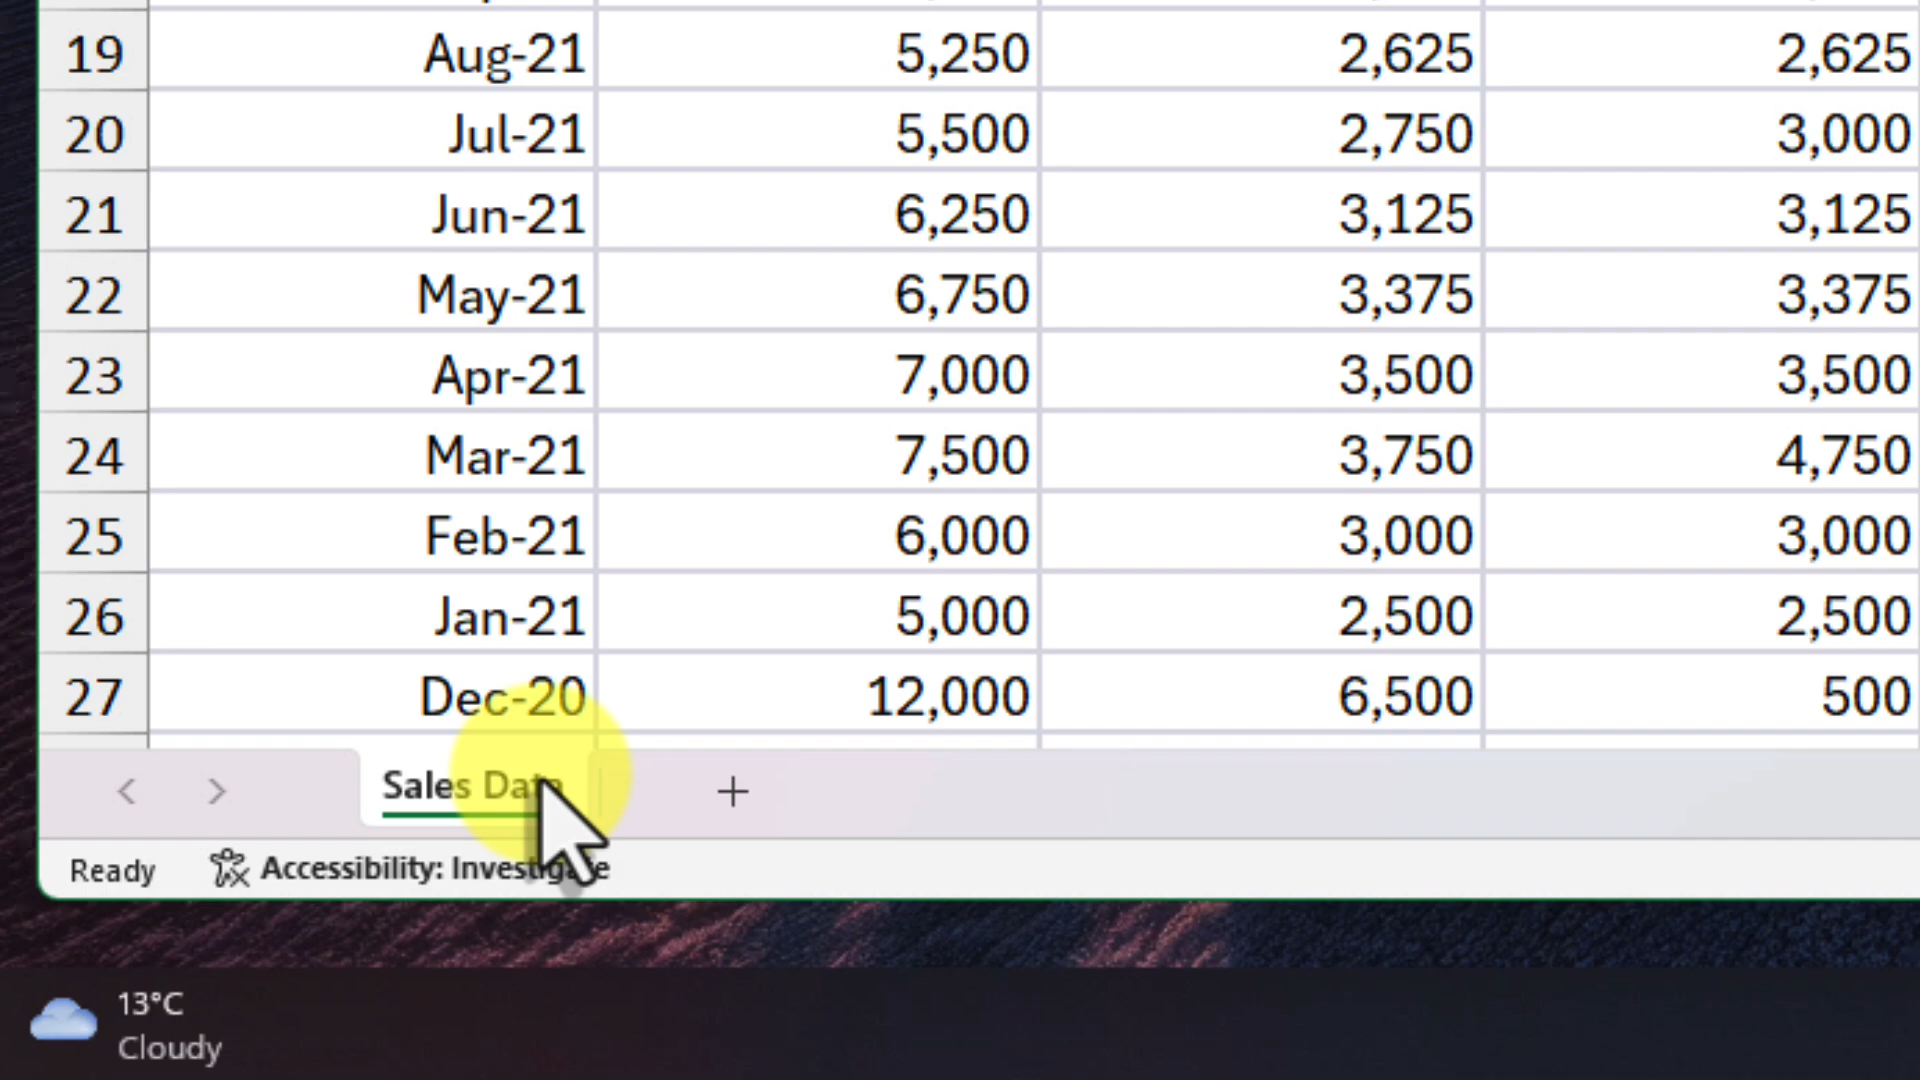 19 Aug-21 5,250 2,625 2,625
20 Jul-21 5,500 2,750 3,000
21 Jun-21 6,250 3,125 3,125
22 May-21 6,750 3,375 3,375
23 Apr-21 7,000 3,500 3,500
24 Mar-21 7,500 3,750 4,750
25 Feb-21 6,000 3,000 3,000
26 Jan-21 5,000 2,500 2,500
27 Dec-20 12,000 6,500 500
Sales Data
Ready Accessibility: Investigate
13°C
Cloudy